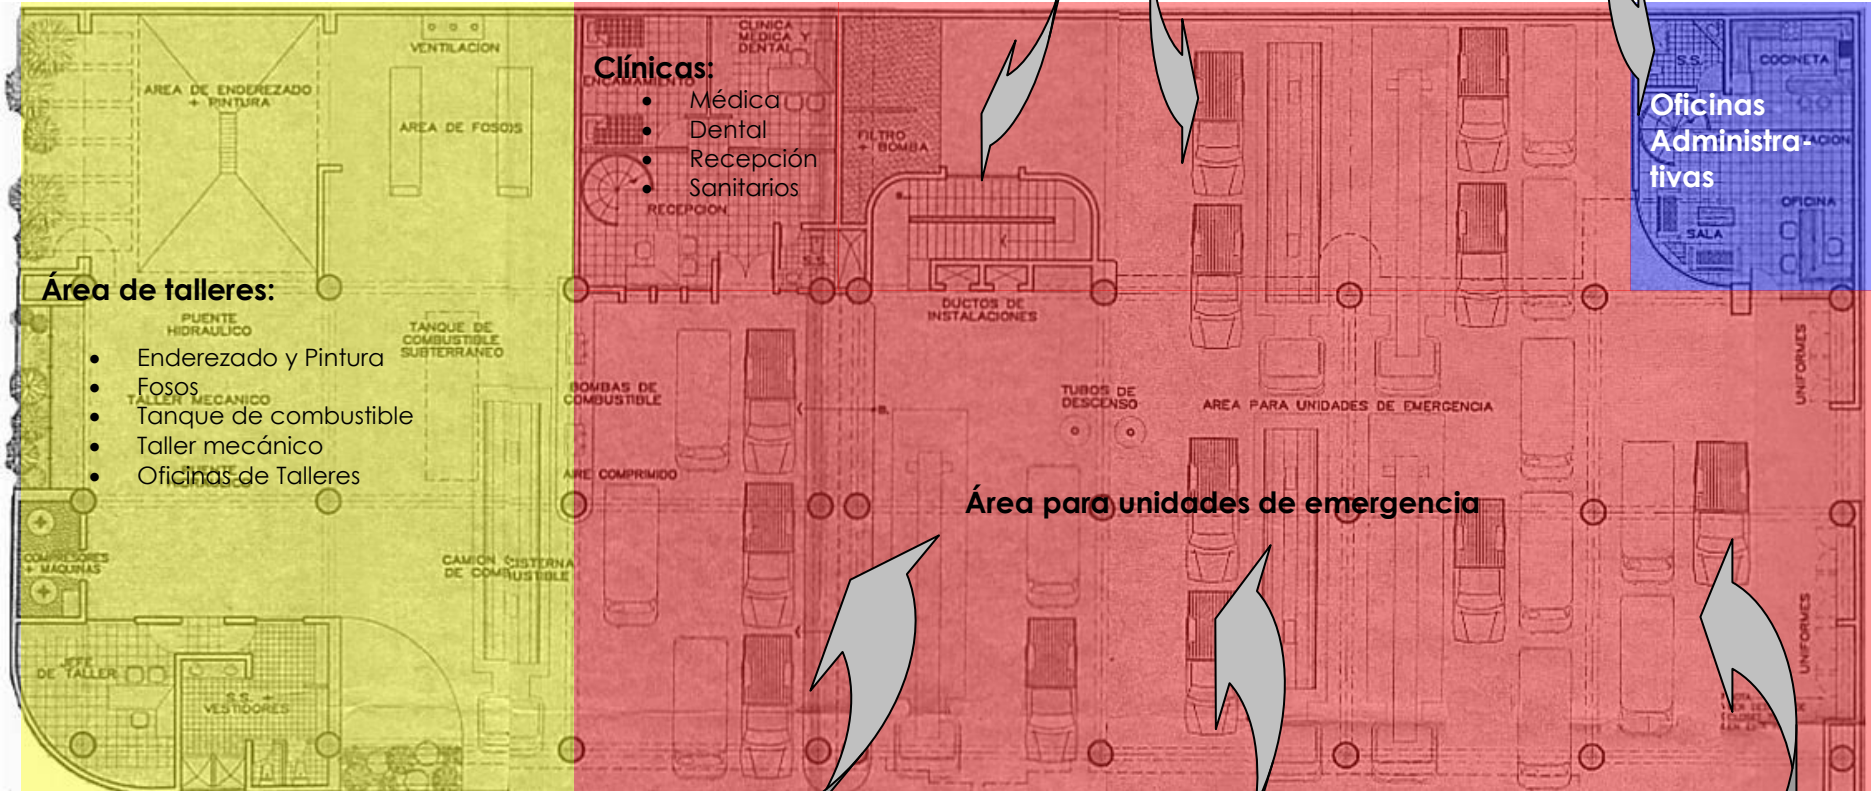 VENTILACION
AREA DE ENDEREZADO
+ PINTURA
AREA DE FOSOS
Área de talleres:
PUENTE
HIDRAULICO
TANQUE DE
COMBUSTIBLE
SUBTERRANEO
• Enderezado y Pintura
• Fosos
• Tanque de combustible
• Taller mecánico
• Oficinas de Talleres
TALLER MECANICO
PUENTE
HIDRAULICO
COMPRESORES
+ MAQUINAS
CAMION CISTERNA
DE COMBUSTIBLE
JEFE
DE TALLER
S.S. +
VESTIDORES
CLINICA
MEDICA Y
DENTAL
Clínicas:
ENCAMAMIENTO
• Médica
• Dental
• Recepción
• Sanitarios
RECEPCION
S.S.
FILTRO
+ BOMBA
DUCTOS DE
INSTALACIONES
BOMBAS DE
COMBUSTIBLE
AIRE COMPRIMIDO
B.
TUBOS DE
DESCENSO
AREA PARA UNIDADES DE EMERGENCIA
Área para unidades de emergencia
S.S.
COCINETA
Oficinas
Administra-
tivas
OFICINA
SALA
UNIFORMES
UNIFORMES